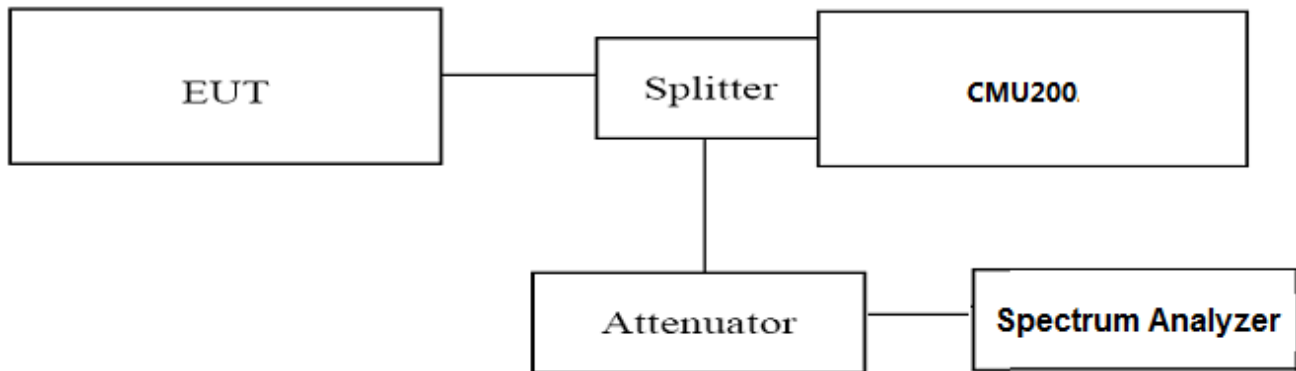 EUT
Splitter
CMU200.
Attenuator
Spectrum Analyzer